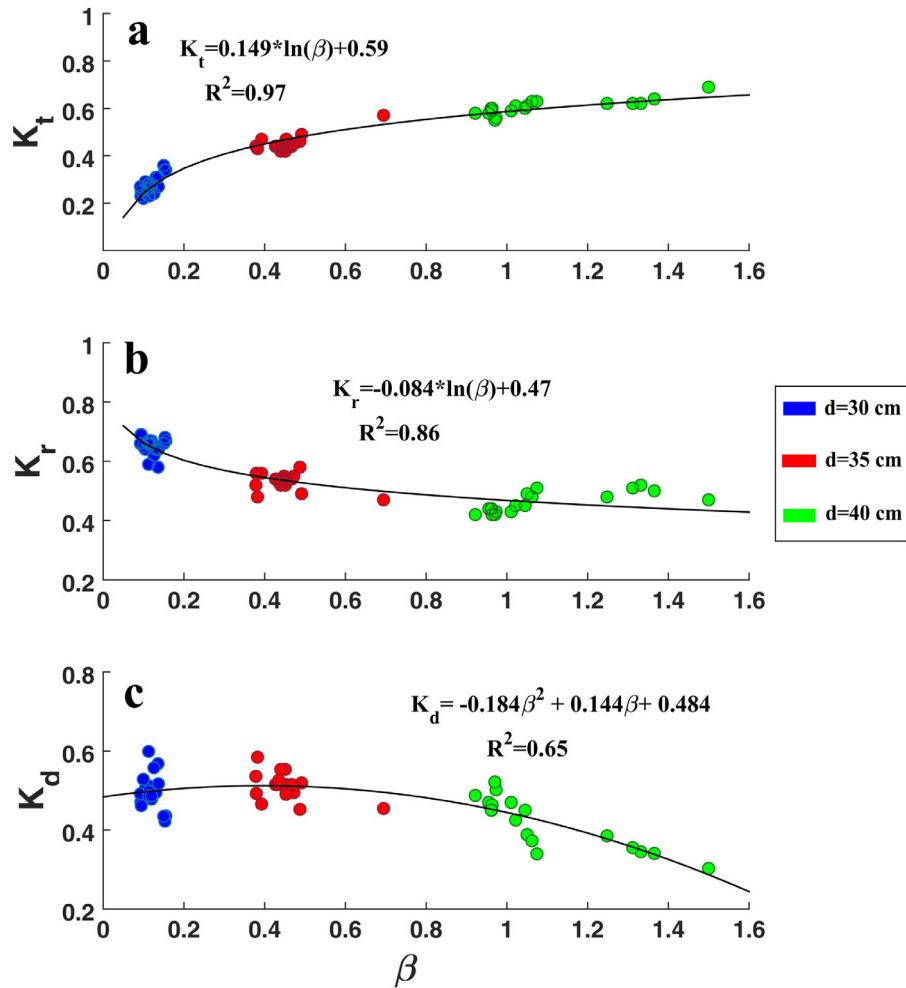 a
K_t=0.149*ln(β)+0.59
R^2=0.97
K_t
1
0.8
0.6
0.4
0.2
0 0.2 0.4 0.6 0.8 1 1.2 1.4 1.6
b
K_r=-0.084*ln(β)+0.47
R^2=0.86
K_r
1
0.8
0.6
0.4
0.2
0 0.2 0.4 0.6 0.8 1 1.2 1.4 1.6
d=30 cm
d=35 cm
d=40 cm
c
K_d= -0.184β^2 + 0.144β+ 0.484
R^2=0.65
K_d
0.8
0.6
0.4
0.2
0 0.2 0.4 0.6 0.8 1 1.2 1.4 1.6
β